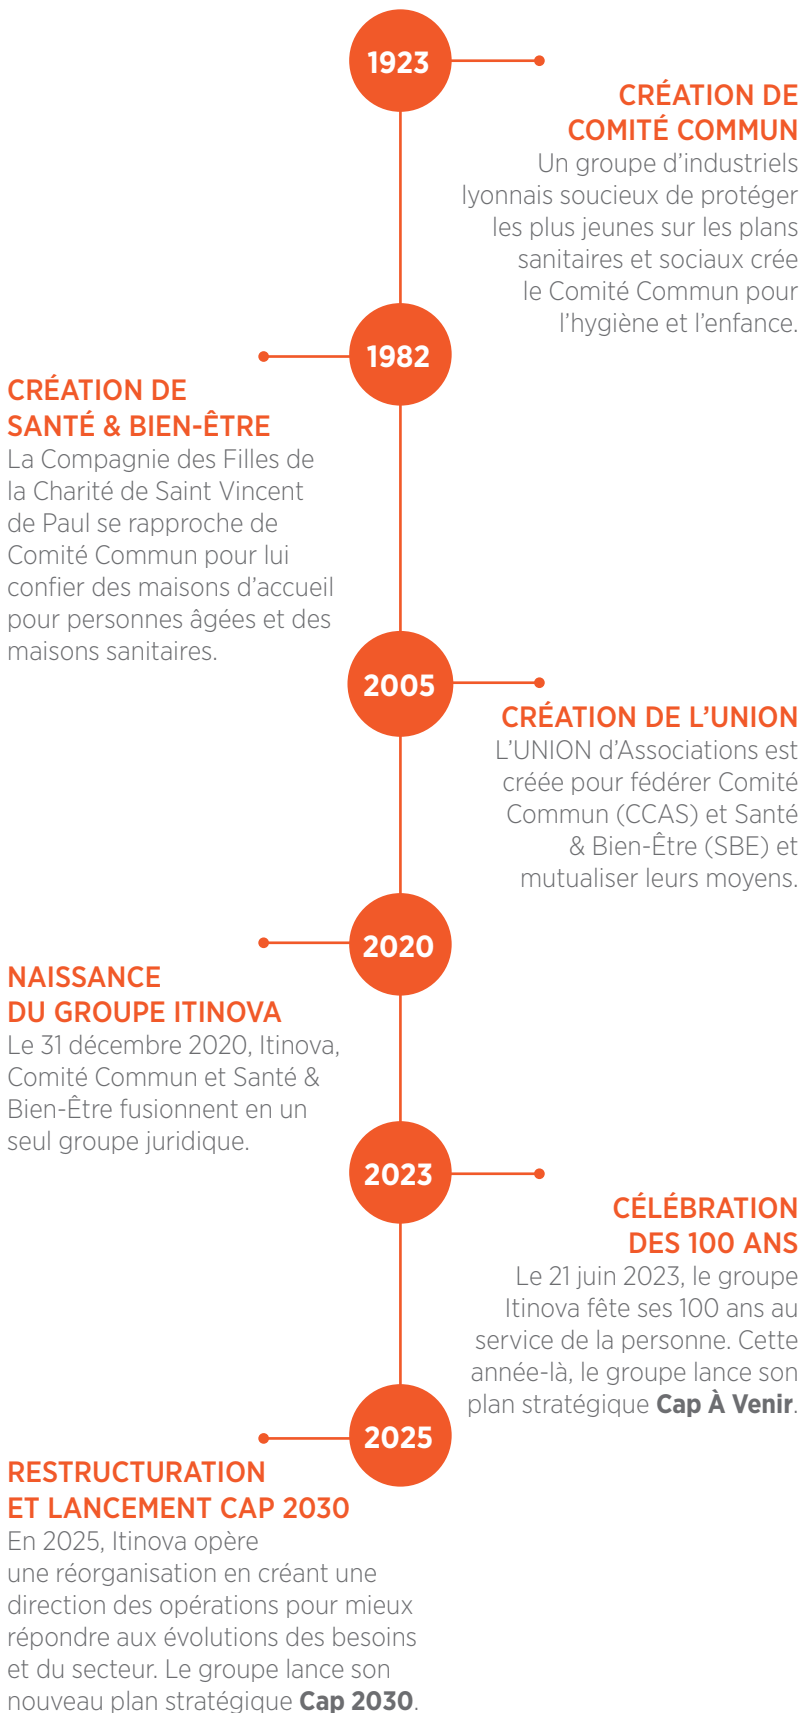 1923
CRÉATION DE
COMITÉ COMMUN
Un groupe d’industriels
lyonnais soucieux de protéger
les plus jeunes sur les plans
sanitaires et sociaux crée
le Comité Commun pour
l’hygiène et l’enfance.
1982
CRÉATION DE
SANTÉ & BIEN-ÊTRE
La Compagnie des Filles de
la Charité de Saint Vincent
de Paul se rapproche de
Comité Commun pour lui
confier des maisons d’accueil
pour personnes âgées et des
maisons sanitaires.
2005
CRÉATION DE L’UNION
L’UNION d’Associations est
créée pour fédérer Comité
Commun (CCAS) et Santé
& Bien-Être (SBE) et
mutualiser leurs moyens.
2020
NAISSANCE
DU GROUPE ITINOVA
Le 31 décembre 2020, Itinova,
Comité Commun et Santé &
Bien-Être fusionnent en un
seul groupe juridique.
2023
CÉLÉBRATION
DES 100 ANS
Le 21 juin 2023, le groupe
Itinova fête ses 100 ans au
service de la personne. Cette
année-là, le groupe lance son
plan stratégique Cap À Venir.
2025
RESTRUCTURATION
ET LANCEMENT CAP 2030
En 2025, Itinova opère
une réorganisation en créant une
direction des opérations pour mieux
répondre aux évolutions des besoins
et du secteur. Le groupe lance son
nouveau plan stratégique Cap 2030.